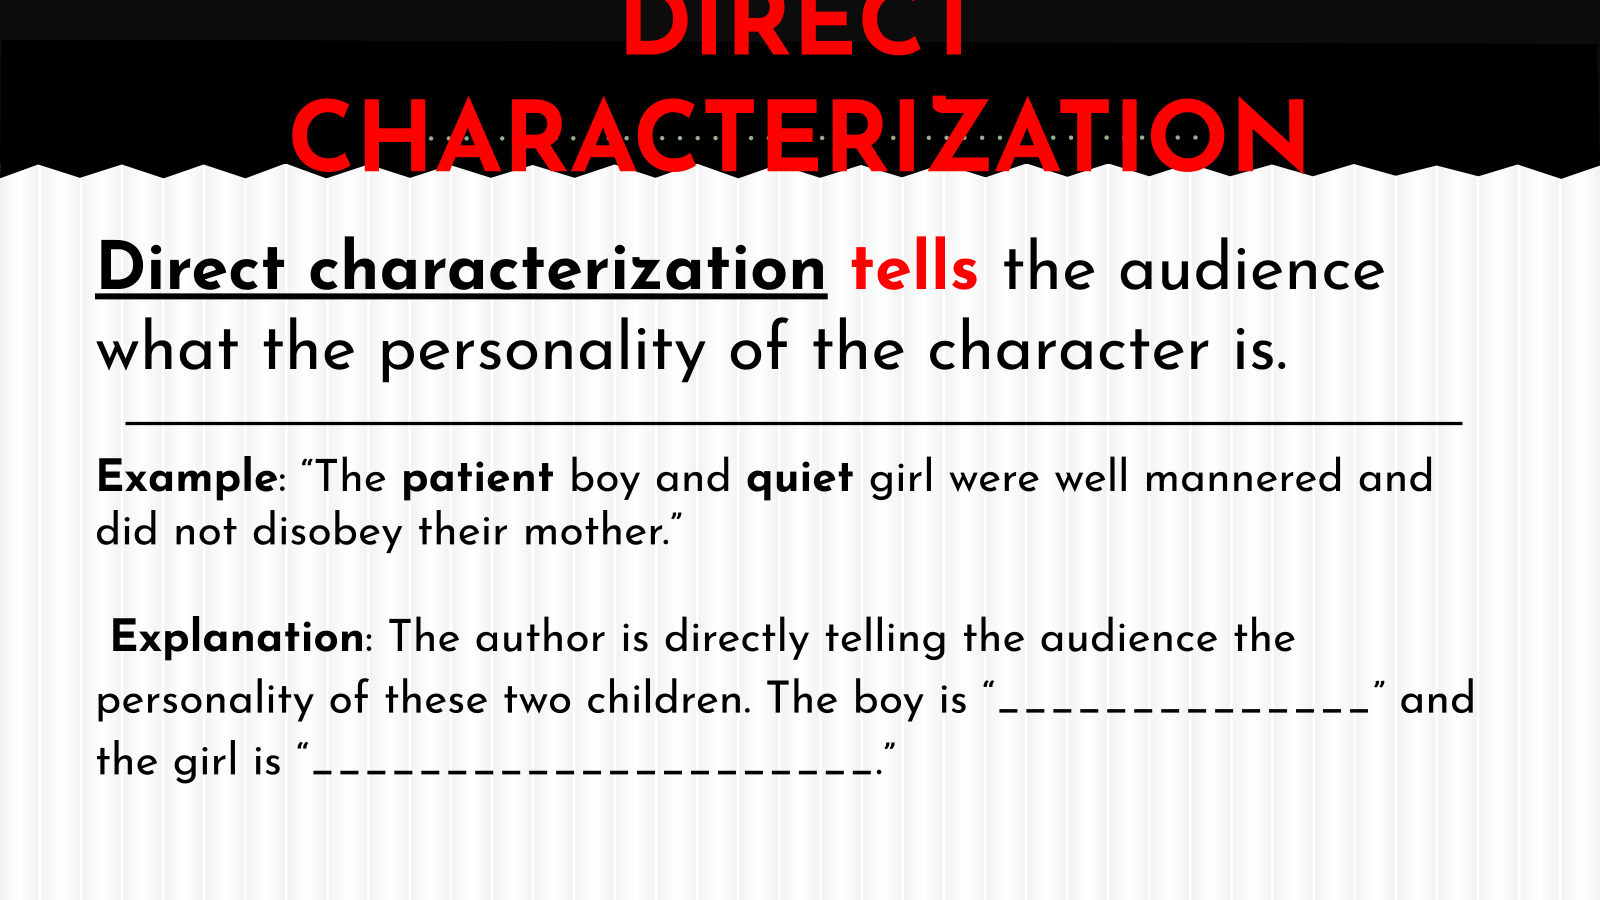 DIRECT
CHARACTERIZATION
Direct characterization tells the audience
what the personality of the character is.
Example: “The patient boy and quiet girl were well mannered and
did not disobey their mother.”
Explanation: The author is directly telling the audience the
personality of these two children. The boy is “______________” and
the girl is “_____________________.”